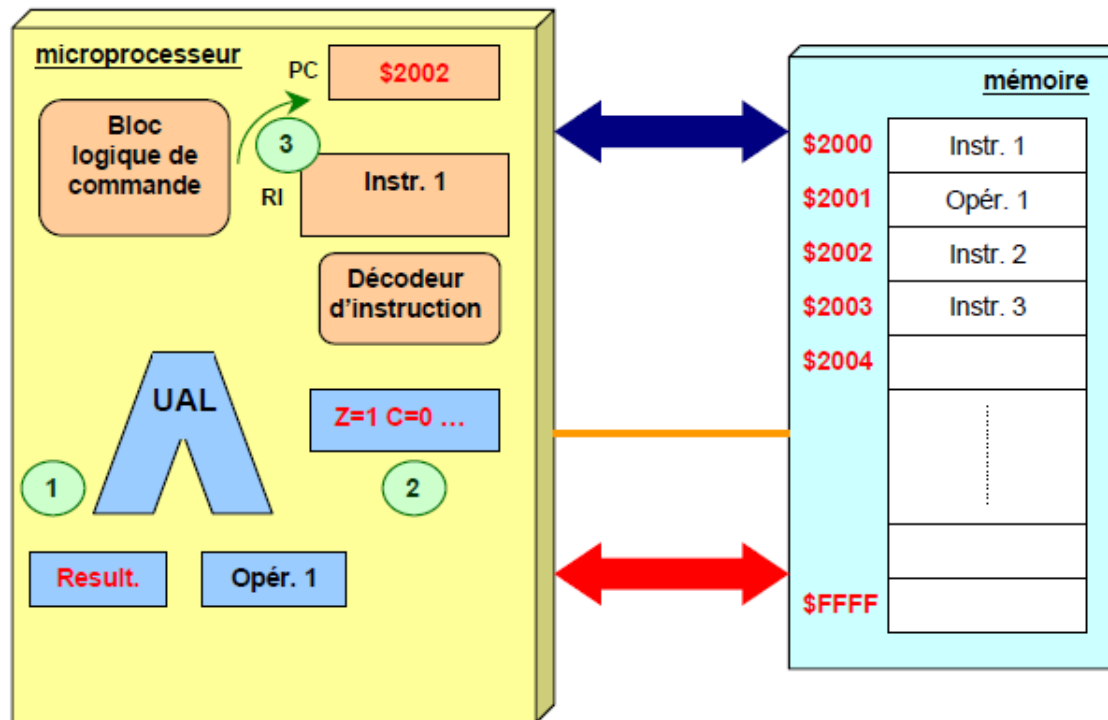 microprocesseur
PC
$2002
Bloc
logique de
commande
3
RI
Instr. 1
Décodeur
d'instruction
UAL
Z=1 C=0 ...
1
2
Result.
Opér. 1
mémoire
$2000
Instr. 1
$2001
Opér. 1
$2002
Instr. 2
$2003
Instr. 3
$2004
$FFFF